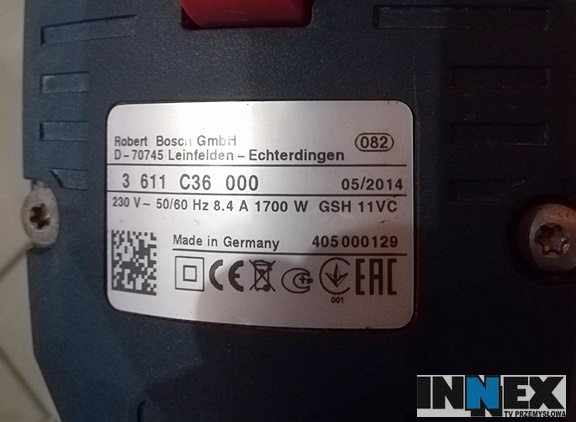 Robert Bosch GmbH 082
D-70745 Leinfelden - Echterdingen
3 611 C36 000 05/2014
230 V~ 50/60 Hz 8.4 A 1700 W GSH 11VC
Made in Germany 405000129
CE EAC
001
INNEX
TV PRZEMYSŁOWA